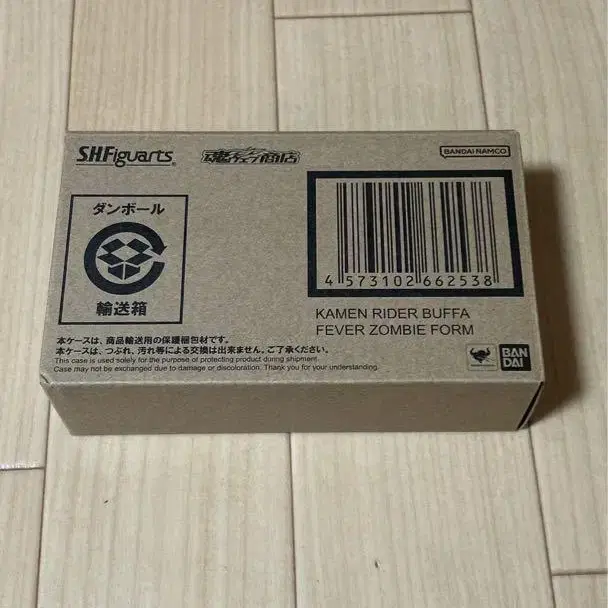 S.H.Figuarts
魂ウェブ商店
BANDAI NAMCO
ダンボール
輸送箱
4 573102 662538
KAMEN RIDER BUFFA
FEVER ZOMBIE FORM
本ケースは、商品輸送用の保護梱包材です。
本ケースは、つぶれ、汚れ等による交換は出来ません。ご了承ください。
This case is used solely for the purpose of protecting product during shipment.
Case may not be exchanged due to damage or discoloration. Thank you for your understanding.
BAN
DAI